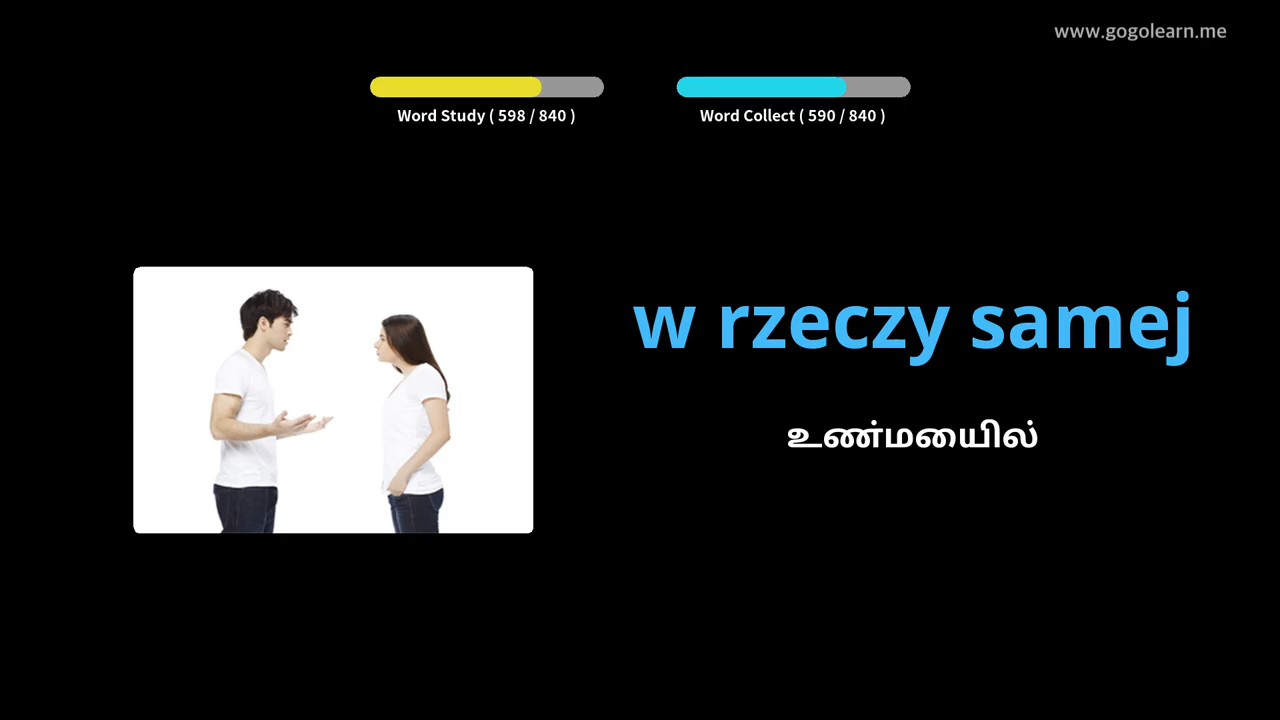 www.gogolearn.me
Word Study ( 598 / 840 )
Word Collect ( 590 / 840 )
w rzeczy samej
உண்மையில்